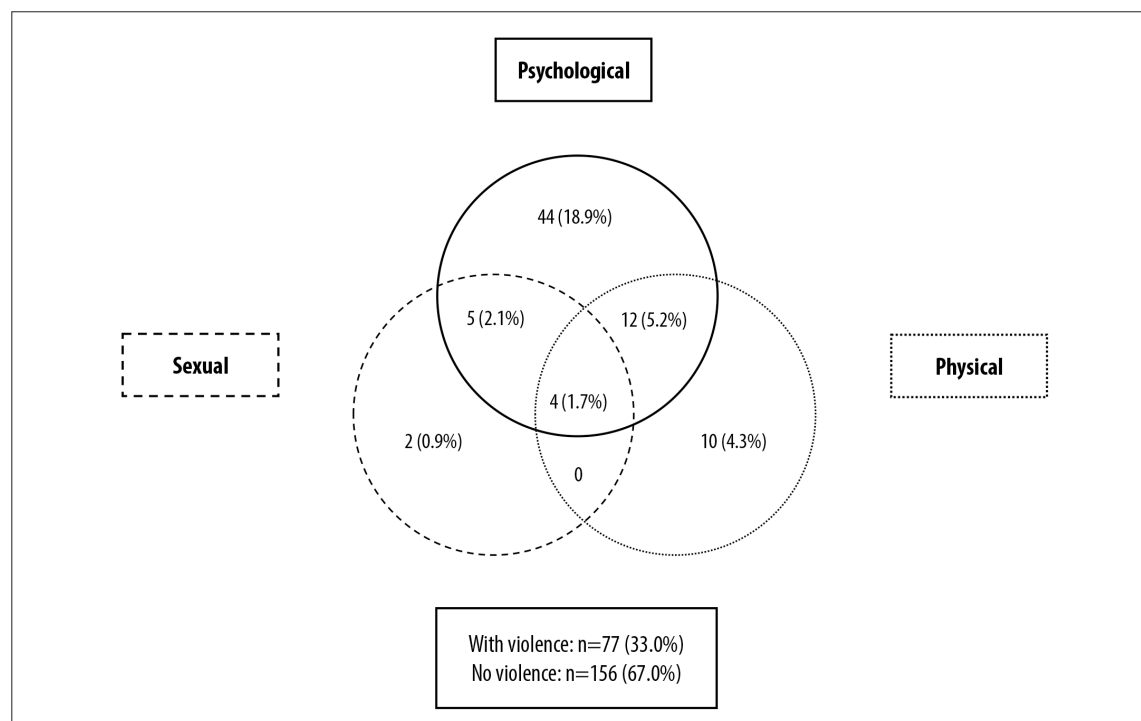 Psychological
44 (18.9%)
5 (2.1%)
12 (5.2%)
Sexual
Physical
4 (1.7%)
2 (0.9%)
10 (4.3%)
0
With violence: n=77 (33.0%)
No violence: n=156 (67.0%)